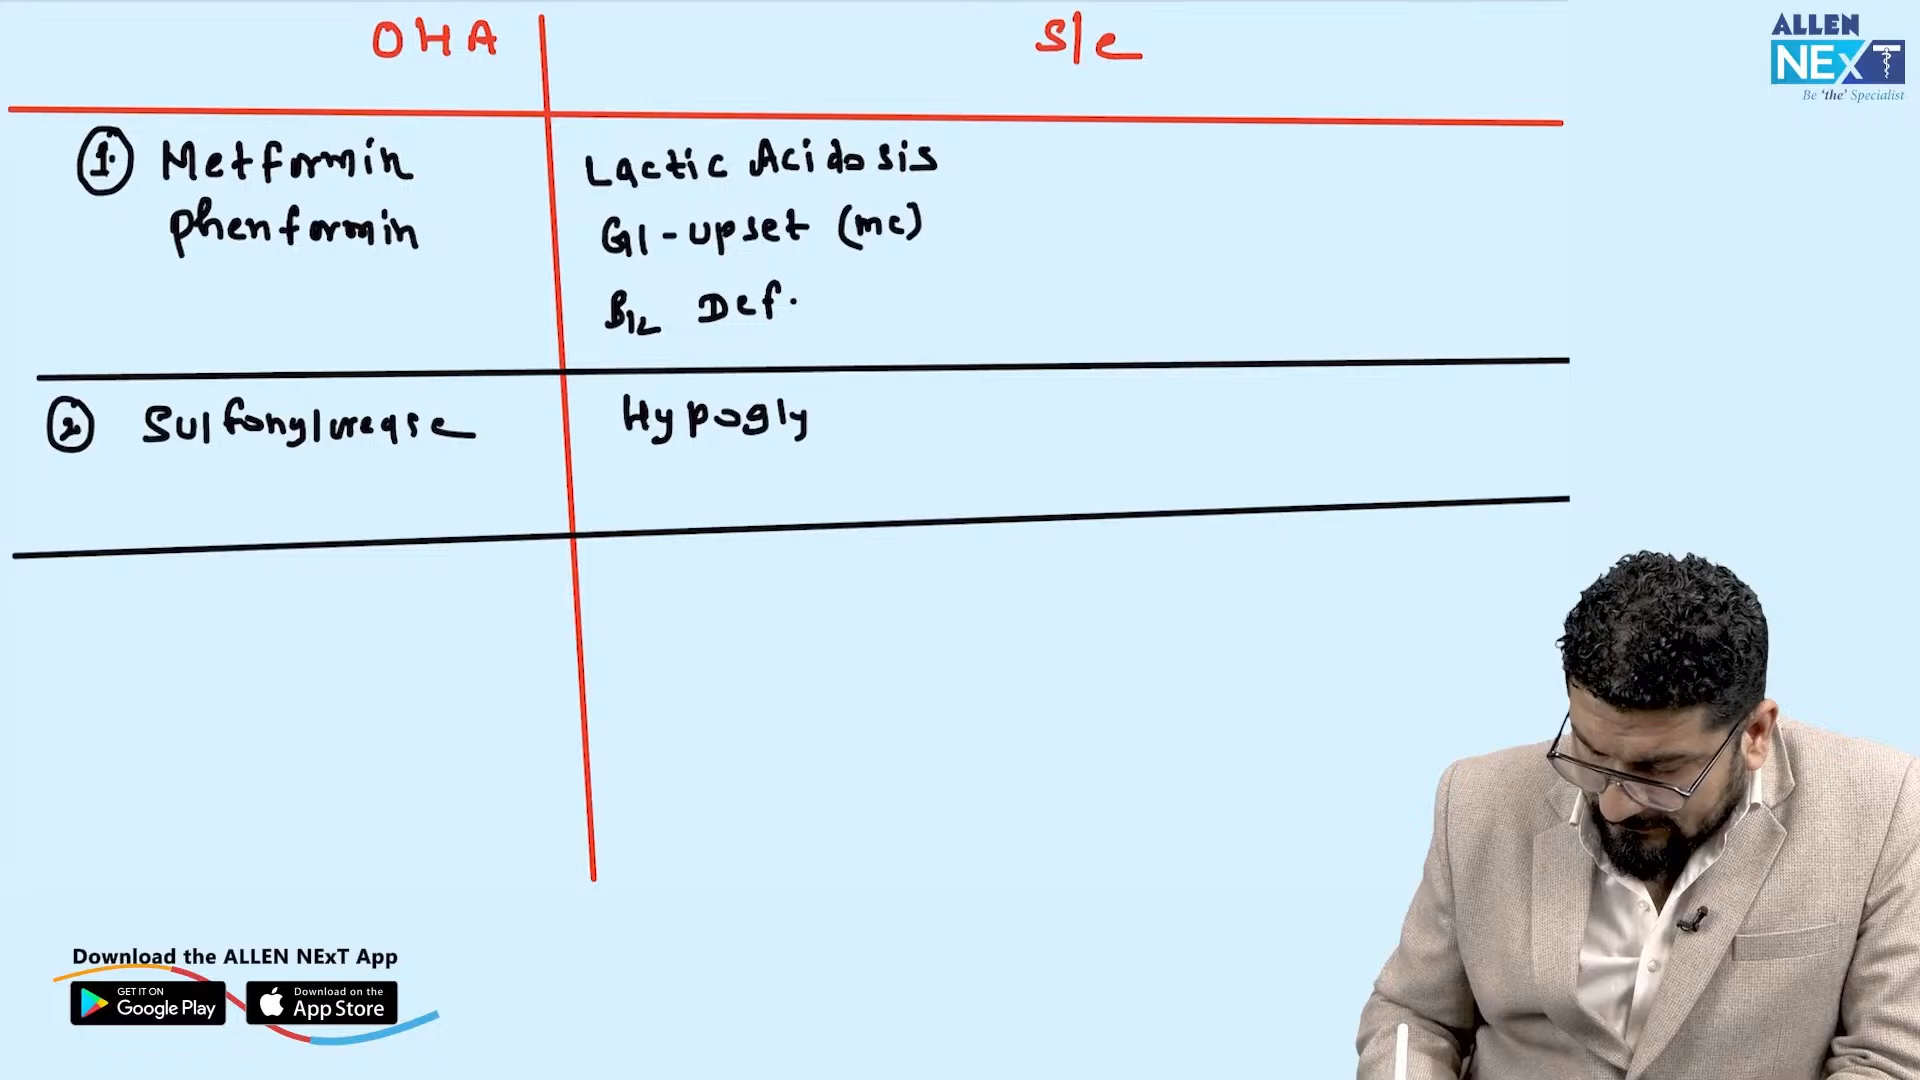 OHA S/e
ALLEN
NExT
Be 'the' Specialist
1. Metformin Lactic Acidosis
phenformin GI-upset (mc)
B12 Def.
2 Sulfonylurease Hypogly
Download the ALLEN NExT App
GET IT ON
Google Play
Download on the
App Store